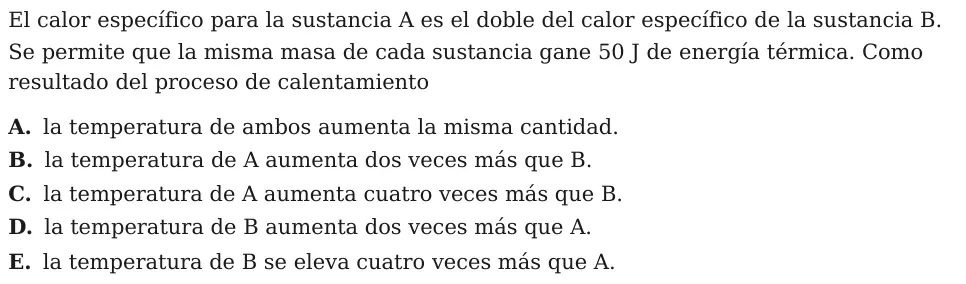 El calor específico para la sustancia A es el doble del calor específico de la sustancia B.
Se permite que la misma masa de cada sustancia gane 50 J de energía térmica. Como
resultado del proceso de calentamiento
A. la temperatura de ambos aumenta la misma cantidad.
B. la temperatura de A aumenta dos veces más que B.
C. la temperatura de A aumenta cuatro veces más que B.
D. la temperatura de B aumenta dos veces más que A.
E. la temperatura de B se eleva cuatro veces más que A.